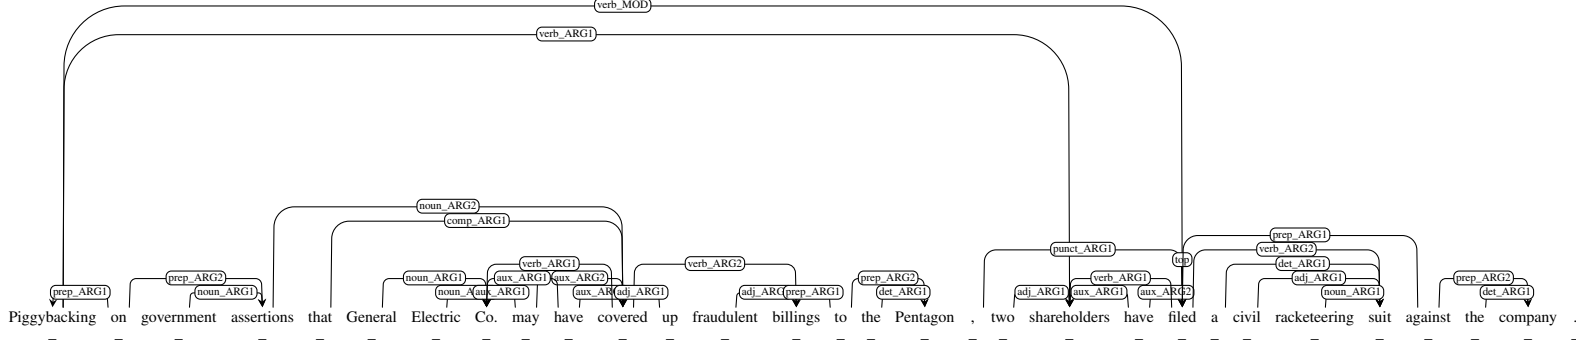 verb_MOD
verb_ARG1
noun_ARG2
comp_ARG1
prep_ARG1
punct_ARG1 verb_ARG2
top
verb_ARG1 verb_ARG2 det_ARG1
prep_ARG2 noun_ARG1 aux_ARG1 aux_ARG2 prep_ARG2 verb_ARG1 adj_ARG1 prep_ARG2
prep_ARG1 noun_ARG1 aux_ARG1 adj_ARG1 prep_ARG1 det_ARG1 adj_ARG1 aux_ARG1 aux_ARG2 noun_ARG1 det_ARG1
Piggybacking on government assertions that General Electric Co. may have covered up fraudulent billings to the Pentagon , two shareholders have filed a civil racketeering suit against the company .